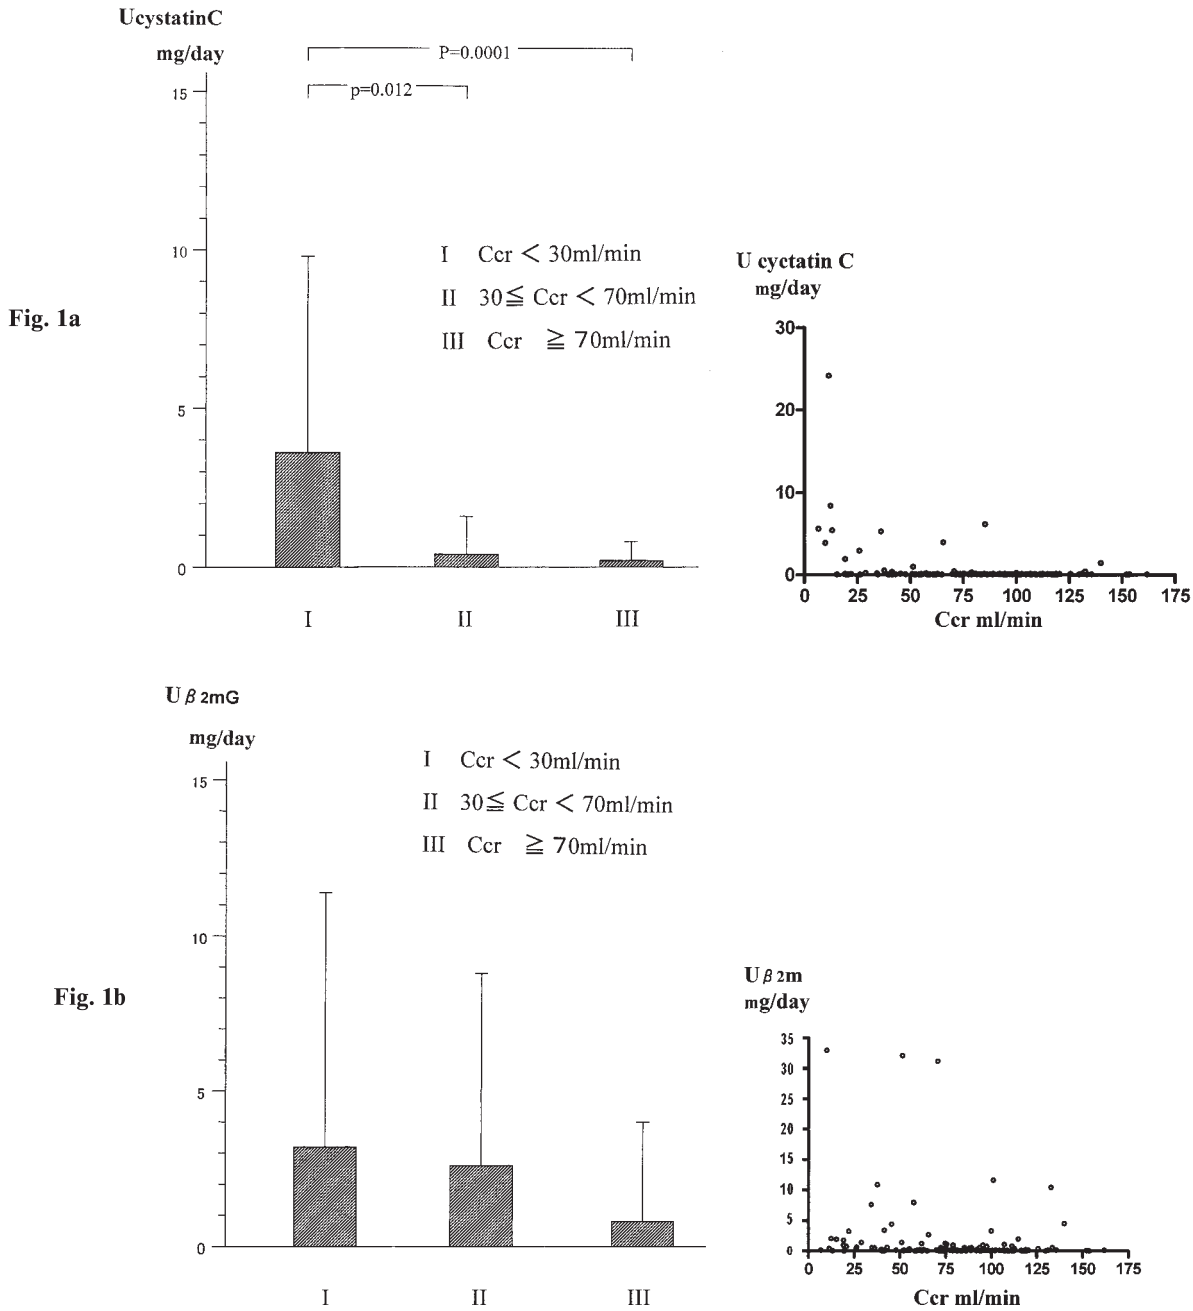 UcystatinC
mg/day
P=0.0001
p=0.012
15
10
5
0
I Ccr < 30ml/min
II 30≦ Ccr < 70ml/min
III Ccr ≧ 70ml/min
I II III
Fig. 1a
U cyctatin C
mg/day
30
20
10
0
0 25 50 75 100 125 150 175
Ccr ml/min
Uβ2mG
mg/day
15
10
5
0
I Ccr < 30ml/min
II 30≦ Ccr < 70ml/min
III Ccr ≧ 70ml/min
I II III
Fig. 1b
Uβ2m
mg/day
35
30
25
20
15
10
5
0
0 25 50 75 100 125 150 175
Ccr ml/min